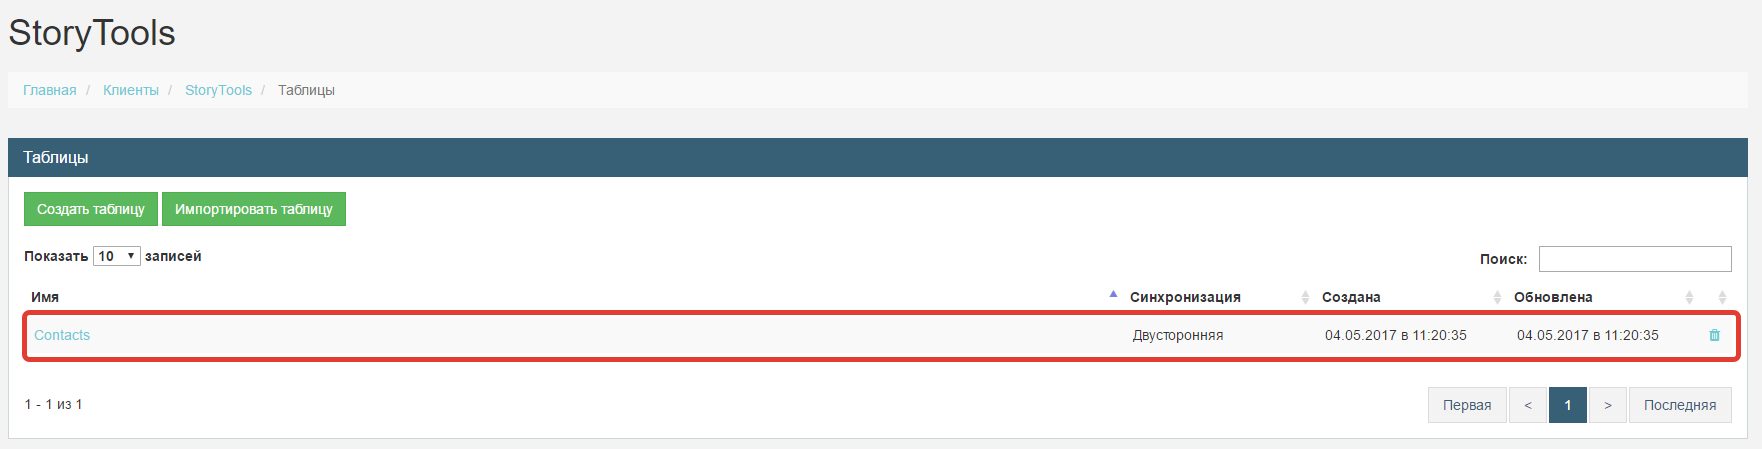 StoryTools
Главная / Клиенты / StoryTools / Таблицы
Таблицы
Создать таблицу Импортировать таблицу
Показать 10 записей Поиск:
Имя Синхронизация Создана Обновлена
Contacts Двусторонняя 04.05.2017 в 11:20:35 04.05.2017 в 11:20:35
1 - 1 из 1 Первая < 1 > Последняя